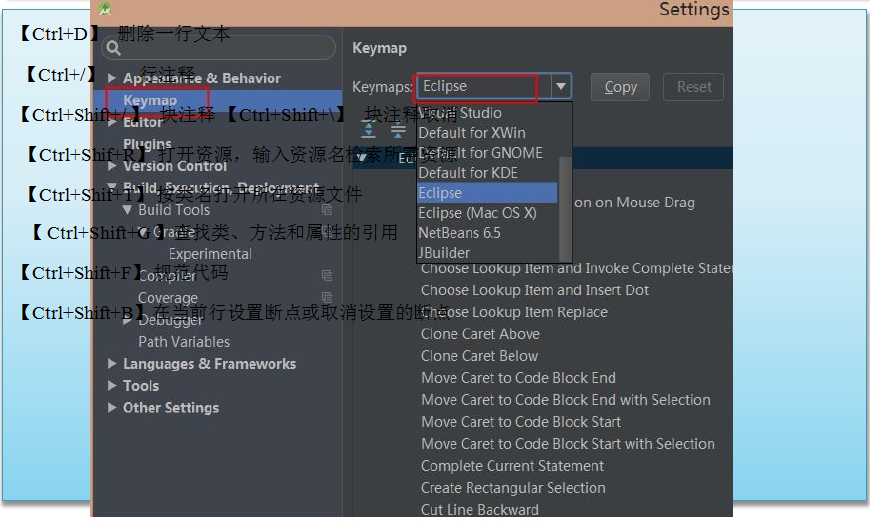 Settings
【Ctrl+D】 删除一行文本
【Ctrl+/】 行注释
【Ctrl+Shift+/】 块注释【Ctrl+Shift+\】 块注释取消
【Ctrl+Shif+R】打开资源，输入资源名检索所需资源
【Ctrl+Shift+T】按类名打开所在资源文件
【 Ctrl+Shift+G 】查找类、方法和属性的引用
【Ctrl+Shift+F】规范代码
【Ctrl+Shift+B】在当前行设置断点或取消设置的断点
Appearance & Behavior
Keymap
Editor
Plugins
Version Control
Build, Execution, Deployment
Build Tools
Gradle
Experimental
Compiler
Coverage
Debugger
Path Variables
Languages & Frameworks
Tools
Other Settings
Keymap
Keymaps: Eclipse Copy Reset
Visual Studio
Default for XWin
Default for GNOME
Default for KDE
Eclipse
Eclipse (Mac OS X)
NetBeans 6.5
JBuilder
on on Mouse Drag
Choose Lookup Item and Invoke Complete Stater
Choose Lookup Item and Insert Dot
Choose Lookup Item Replace
Clone Caret Above
Clone Caret Below
Move Caret to Code Block End
Move Caret to Code Block End with Selection
Move Caret to Code Block Start
Move Caret to Code Block Start with Selection
Complete Current Statement
Create Rectangular Selection
Cut Line Backward